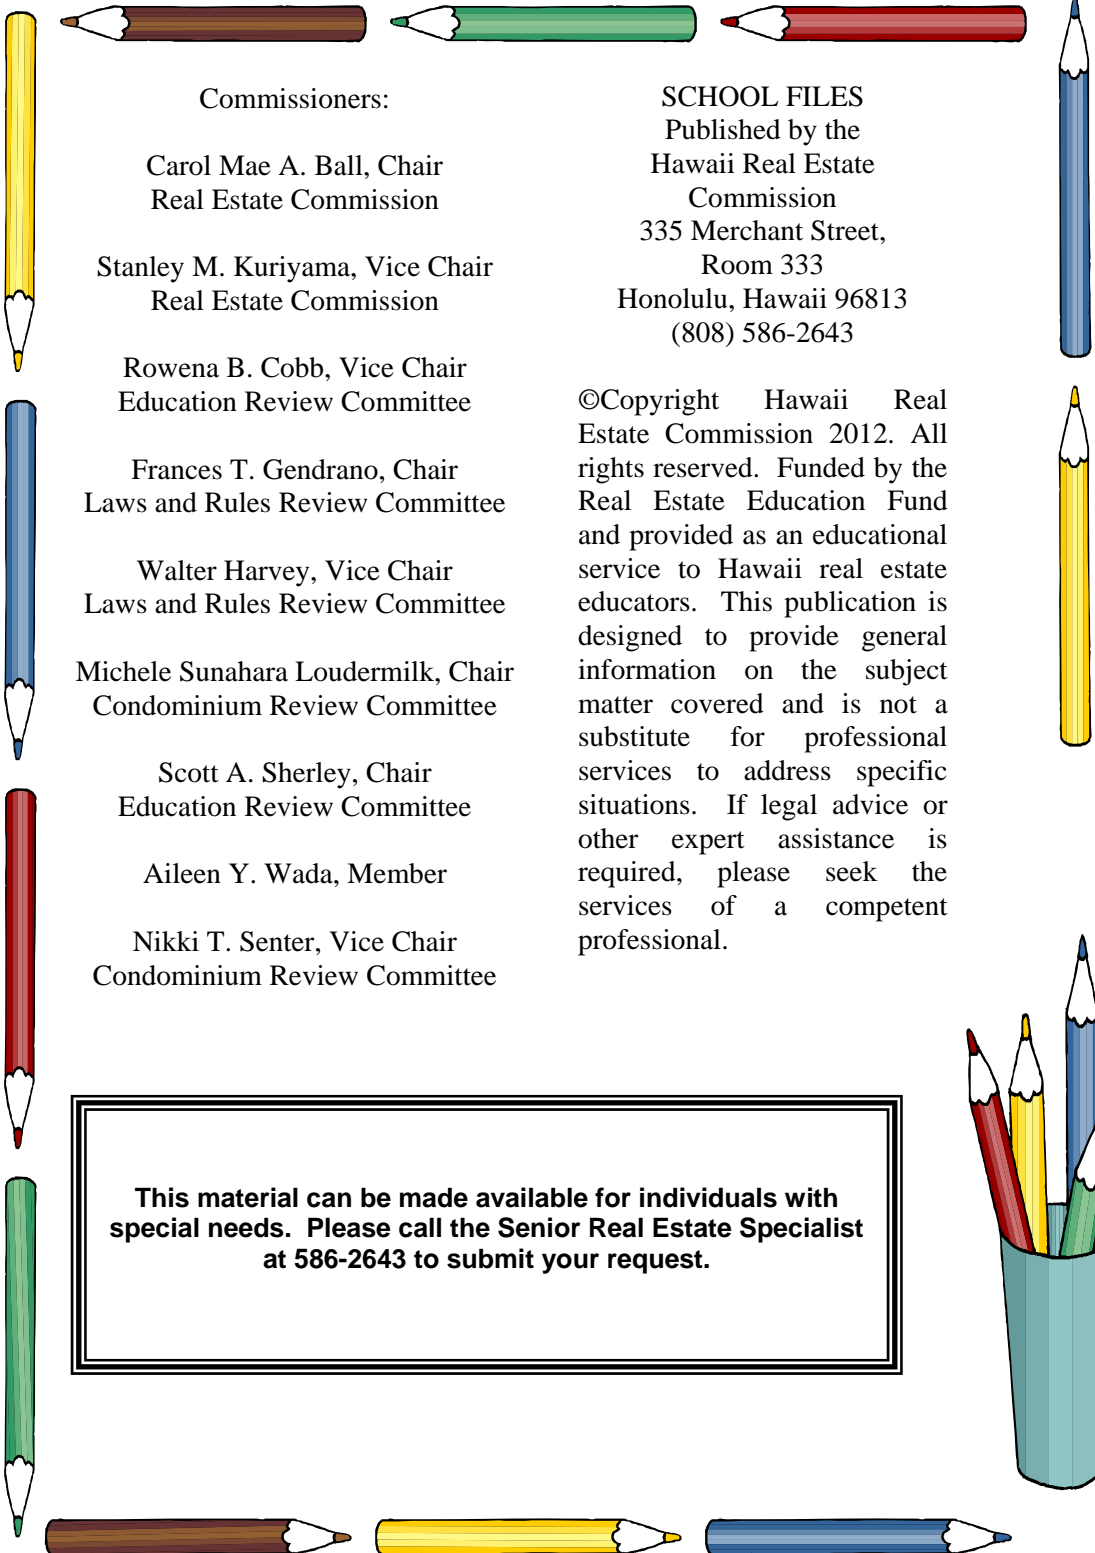 Commissioners:
Carol Mae A. Ball, Chair
Real Estate Commission
Stanley M. Kuriyama, Vice Chair
Real Estate Commission
Rowena B. Cobb, Vice Chair
Education Review Committee
Frances T. Gendrano, Chair
Laws and Rules Review Committee
Walter Harvey, Vice Chair
Laws and Rules Review Committee
Michele Sunahara Loudermilk, Chair
Condominium Review Committee
Scott A. Sherley, Chair
Education Review Committee
Aileen Y. Wada, Member
Nikki T. Senter, Vice Chair
Condominium Review Committee
SCHOOL FILES
Published by the
Hawaii Real Estate
Commission
335 Merchant Street,
Room 333
Honolulu, Hawaii 96813
(808) 586-2643
©Copyright Hawaii Real
Estate Commission 2012. All
rights reserved. Funded by the
Real Estate Education Fund
and provided as an educational
service to Hawaii real estate
educators. This publication is
designed to provide general
information on the subject
matter covered and is not a
substitute for professional
services to address specific
situations. If legal advice or
other expert assistance is
required, please seek the
services of a competent
professional.
This material can be made available for individuals with
special needs. Please call the Senior Real Estate Specialist
at 586-2643 to submit your request.